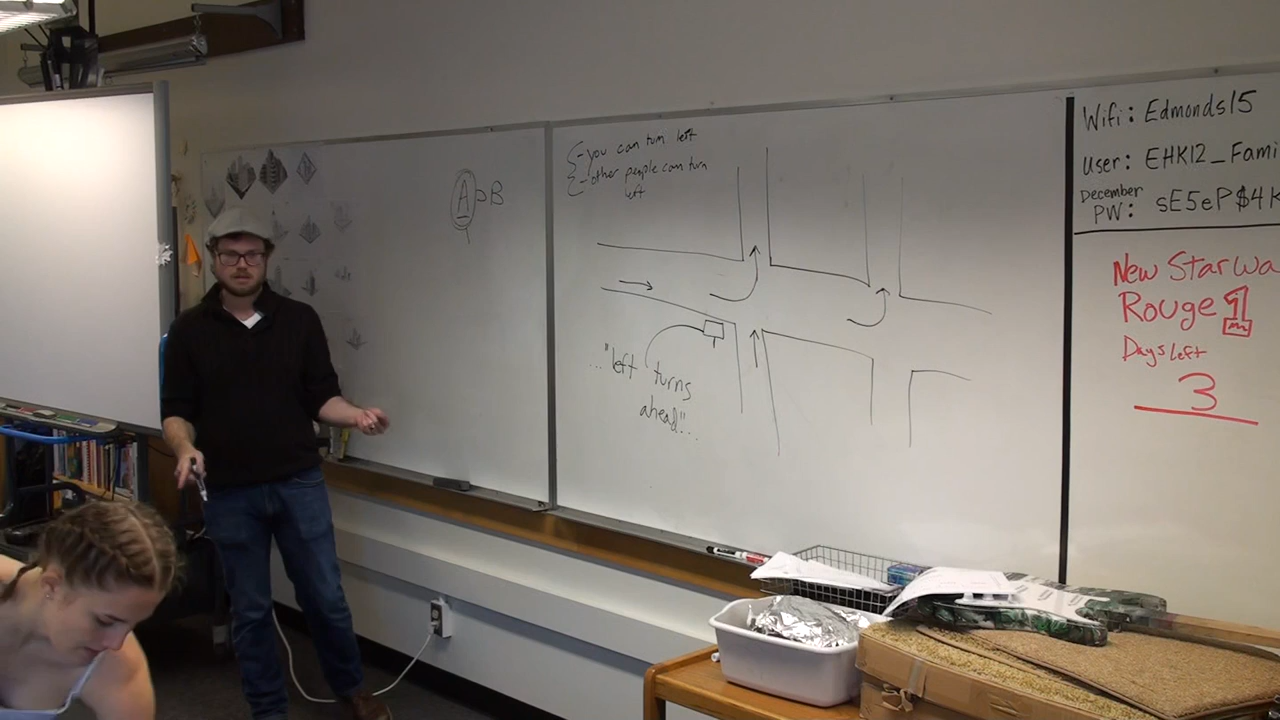 A B
- you can turn left
- other people can turn
left
..."left turns
ahead"...
Wifi: Edmonds15
User: EHK12_Fami
December
PW: sE5eP$4K
New Star Wa
Rouge 1
Days Left
3